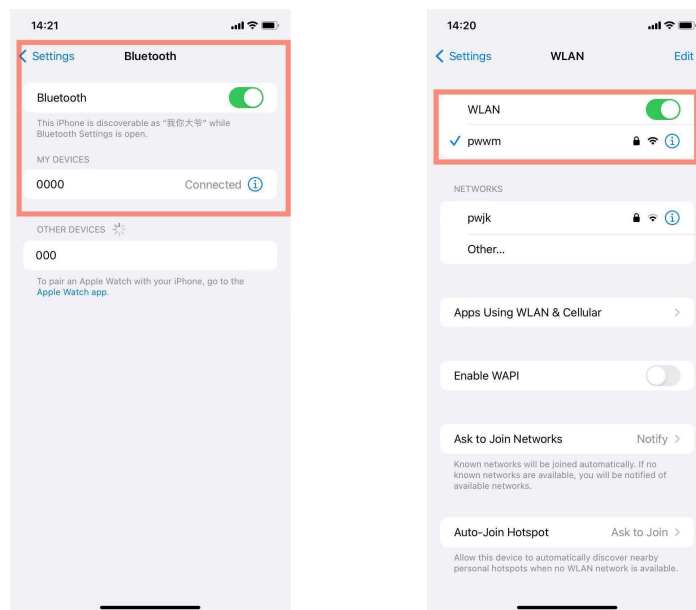 14:21
Settings
Bluetooth
Bluetooth
This iPhone is discoverable as “我你大爷” while
Bluetooth Settings is open.
MY DEVICES
0000
Connected
OTHER DEVICES
000
To pair an Apple Watch with your iPhone, go to the
Apple Watch app.
14:20
Settings
WLAN
Edit
WLAN
pwwm
NETWORKS
pwjk
Other...
Apps Using WLAN & Cellular
Enable WAPI
Ask to Join Networks
Notify
Known networks will be joined automatically. If no
known networks are available, you will be notified of
available networks.
Auto-Join Hotspot
Ask to Join
Allow this device to automatically discover nearby
personal hotspots when no WLAN network is available.